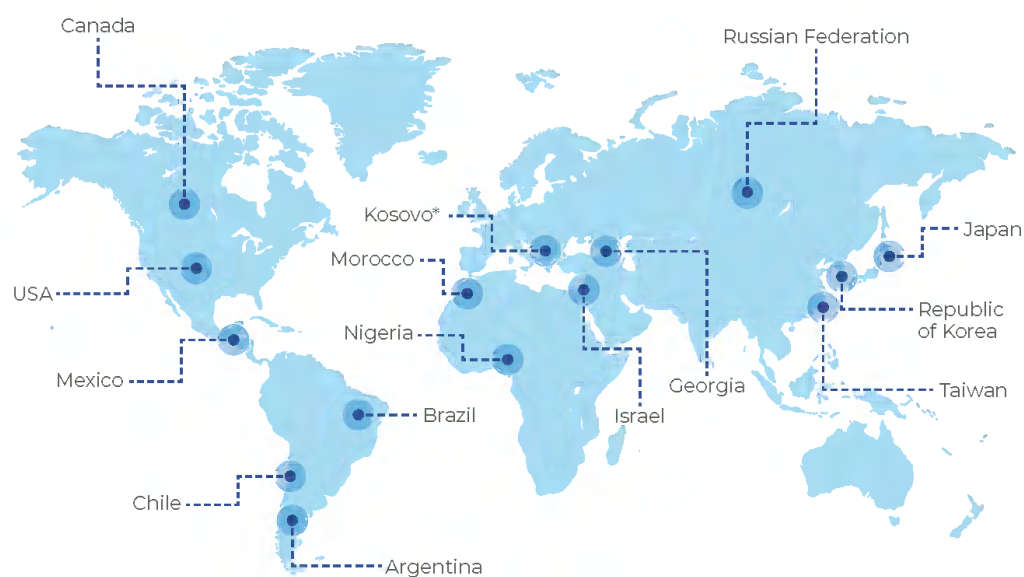 Canada
Russian Federation
Kosovo*
Japan
Morocco
USA
Republic
of Korea
Nigeria
Mexico
Georgia
Taiwan
Brazil
Israel
Chile
Argentina